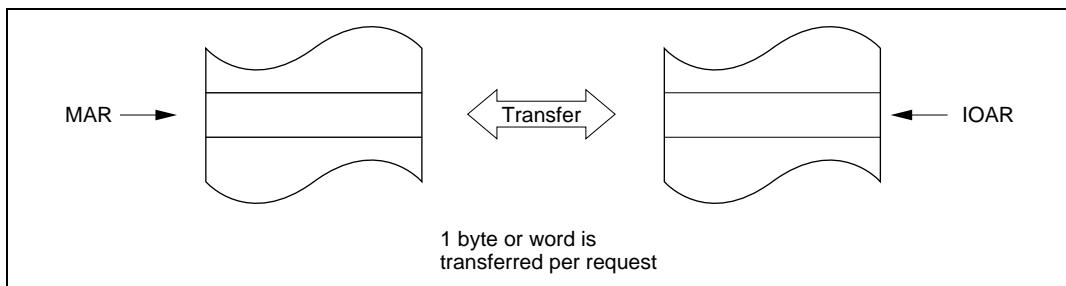 MAR
Transfer
IOAR
1 byte or word is
transferred per request